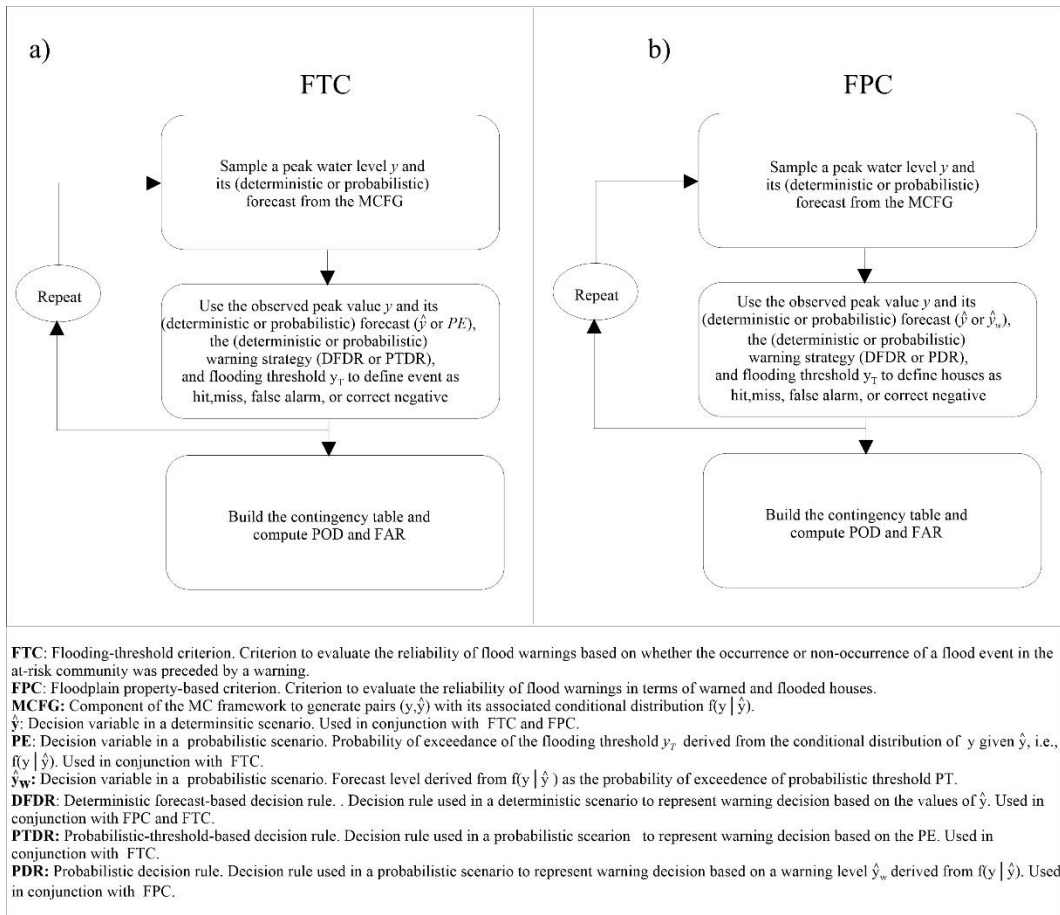 a)
FTC
Sample a peak water level y and
its (deterministic or probabilistic)
forecast from the MCFG
Repeat
Use the observed peak value y and its
(deterministic or probabilistic) forecast (ŷ or PE),
the (deterministic or probabilistic)
warning strategy (DFDR or PTDR),
and flooding threshold y_T to define event as
hit,miss, false alarm, or correct negative
Build the contingency table and
compute POD and FAR
b)
FPC
Sample a peak water level y and
its (deterministic or probabilistic)
forecast from the MCFG
Repeat
Use the observed peak value y and its
(deterministic or probabilistic) forecast (ŷ or ŷ_w),
the (deterministic or probabilistic)
warning strategy (DFDR or PDR),
and flooding threshold y_T to define houses as
hit,miss, false alarm, or correct negative
Build the contingency table and
compute POD and FAR
FTC: Flooding-threshold criterion. Criterion to evaluate the reliability of flood warnings based on whether the occurrence or non-occurrence of a flood event in the
at-risk community was preceded by a warning.
FPC: Floodplain property-based criterion. Criterion to evaluate the reliability of flood warnings in terms of warned and flooded houses.
MCFG: Component of the MC framework to generate pairs (y,ŷ) with its associated conditional distribution f(y | ŷ).
ŷ: Decision variable in a determinsitic scenario. Used in conjunction with FTC and FPC.
PE: Decision variable in a probabilistic scenario. Probability of exceedance of the flooding threshold y_T derived from the conditional distribution of y given ŷ, i.e.,
f(y | ŷ). Used in conjunction with FTC.
ŷ_w: Decision variable in a probabilistic scenario. Forecast level derived from f(y | ŷ ) as the probability of exceedence of probabilistic threshold PT.
DFDR: Deterministic forecast-based decision rule. . Decision rule used in a deterministic scenario to represent warning decision based on the values of ŷ. Used in
conjunction with FPC and FTC.
PTDR: Probabilistic-threshold-based decision rule. Decision rule used in a probabilistic scearion to represent warning decision based on the PE. Used in
conjunction with FTC.
PDR: Probabilistic decision rule. Decision rule used in a probabilistic scenario to represent warning decision based on a warning level ŷ_w derived from f(y | ŷ). Used
in conjunction with FPC.